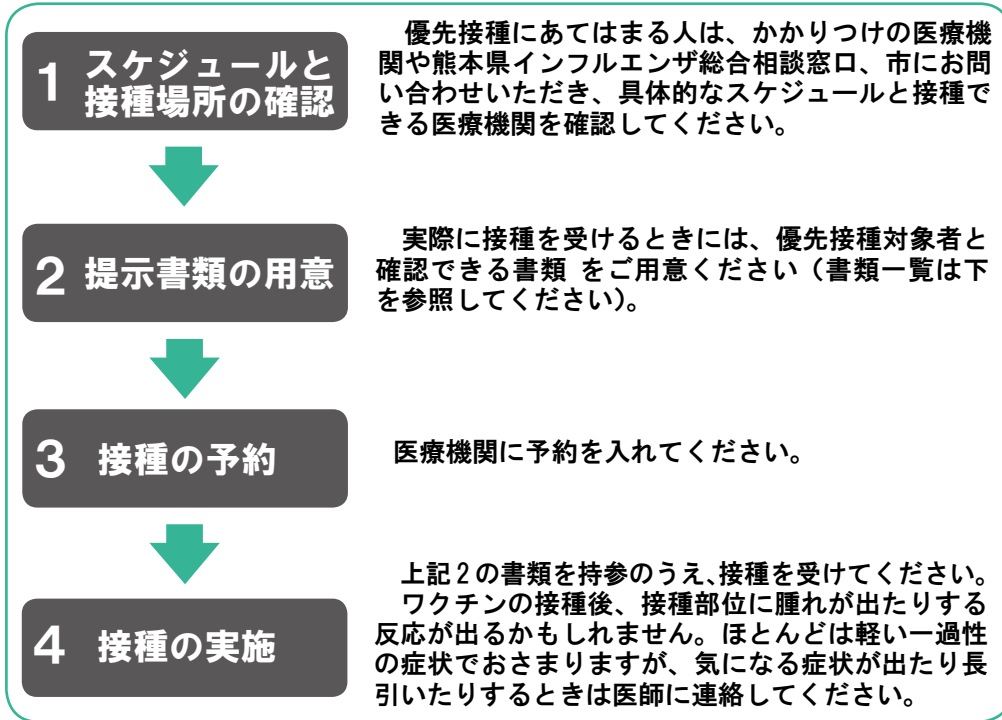 1 スケジュールと
接種場所の確認
優先接種にあてはまる人は、かかりつけの医療機
関や熊本県インフルエンザ総合相談窓口、市にお問
い合わせいただき、具体的なスケジュールと接種で
きる医療機関を確認してください。
2 提示書類の用意
実際に接種を受けるときには、優先接種対象者と
確認できる書類 をご用意ください（書類一覧は下
を参照してください）。
3 接種の予約
医療機関に予約を入れてください。
4 接種の実施
上記2の書類を持参のうえ、接種を受けてください。
ワクチンの接種後、接種部位に腫れが出たりする
反応が出るかもしれません。ほとんどは軽い一過性
の症状でおさまりますが、気になる症状が出たり長
引いたりするときは医師に連絡してください。